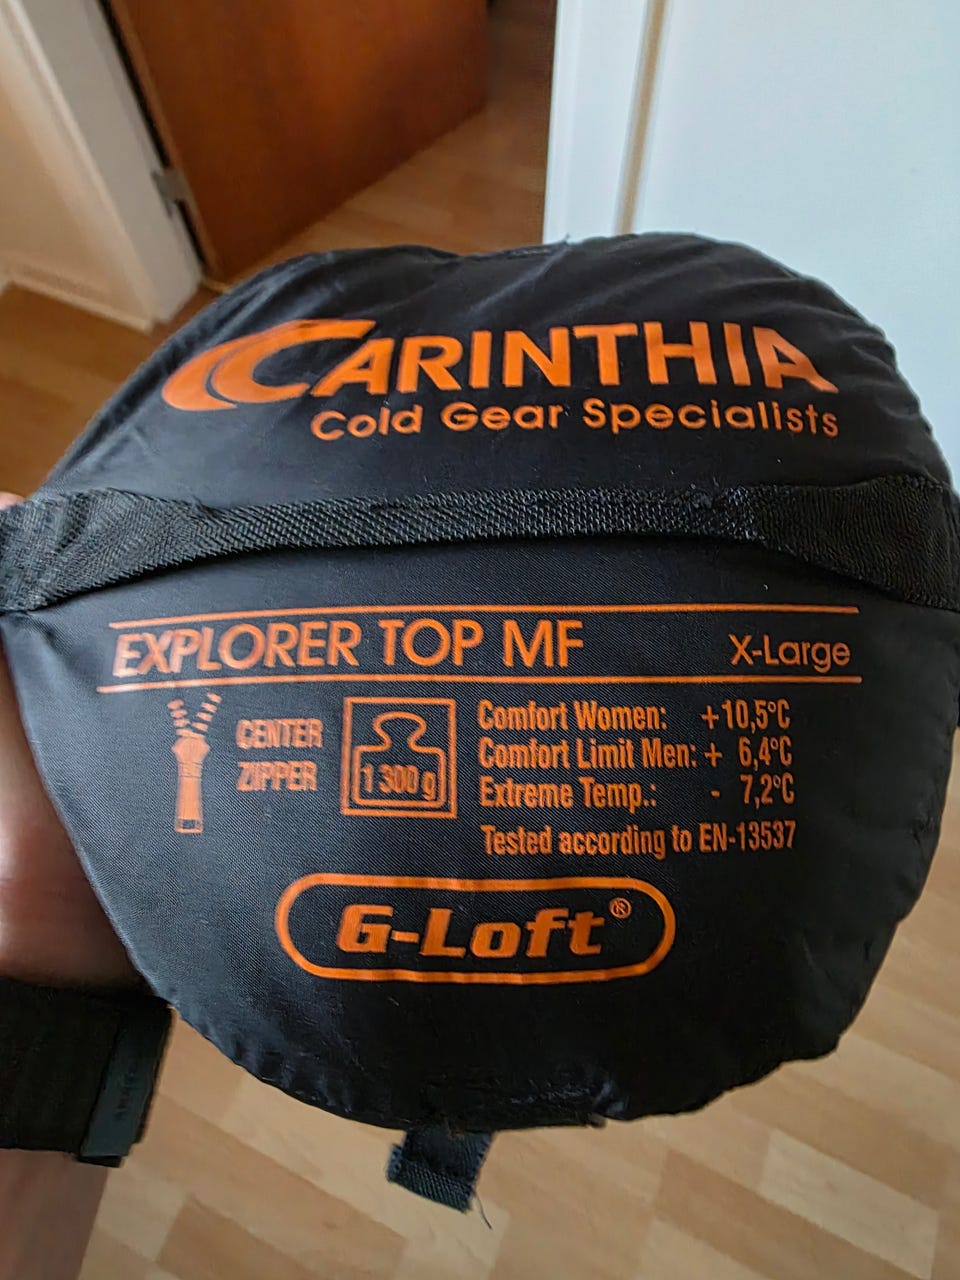 CARINTHIA
Cold Gear Specialists
EXPLORER TOP MF X-Large
CENTER
ZIPPER
1 300 g
Comfort Women: +10,5°C
Comfort Limit Men: + 6,4°C
Extreme Temp.: - 7,2°C
Tested according to EN-13537
G-Loft®